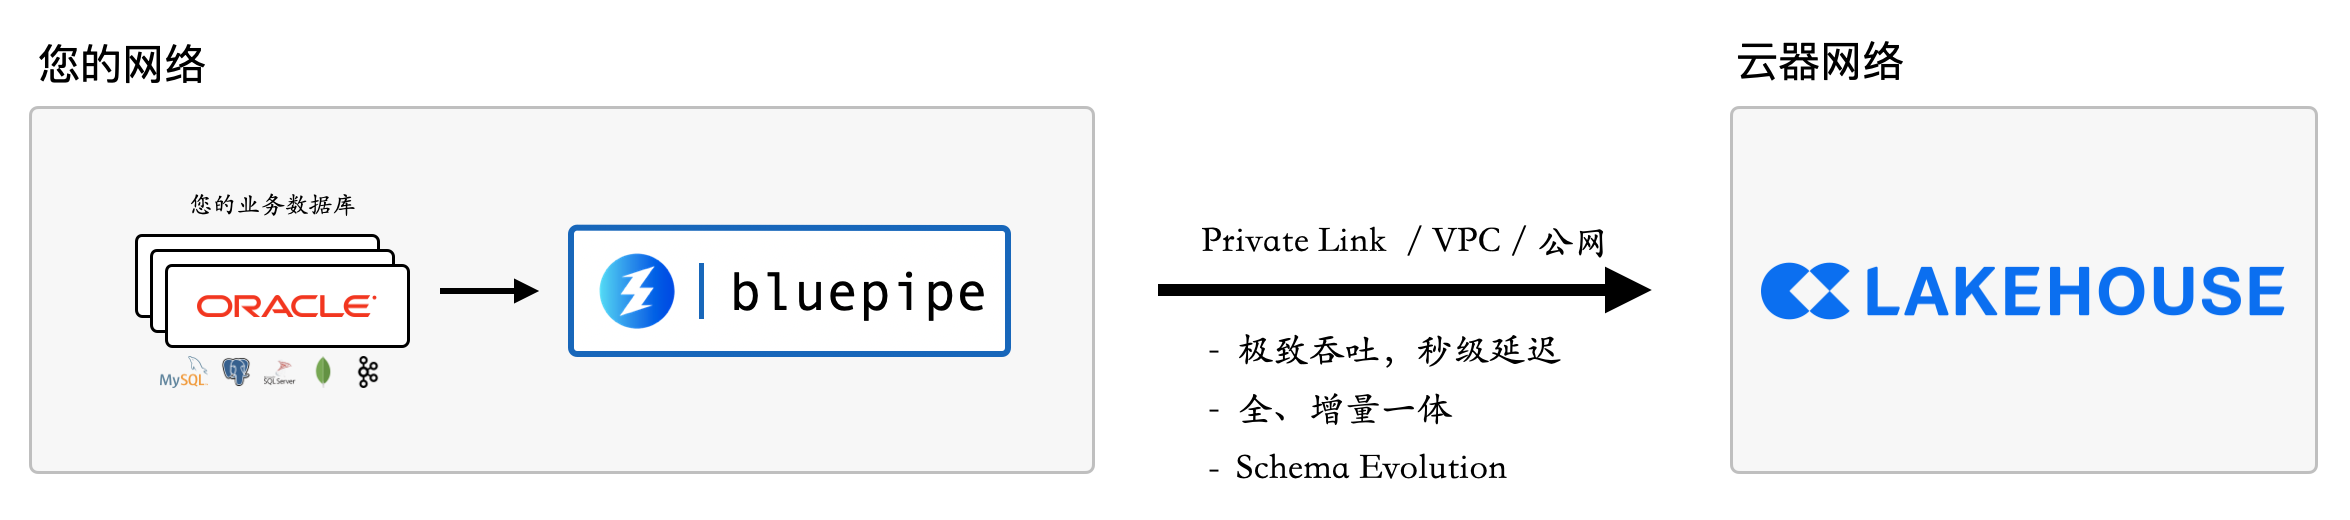 您的网络
云器网络
您的业务数据库
ORACLE
MySQL
SQL Server
bluepipe
Private Link / VPC / 公网
- 极致吞吐，秒级延迟
- 全、增量一体
- Schema Evolution
LAKEHOUSE